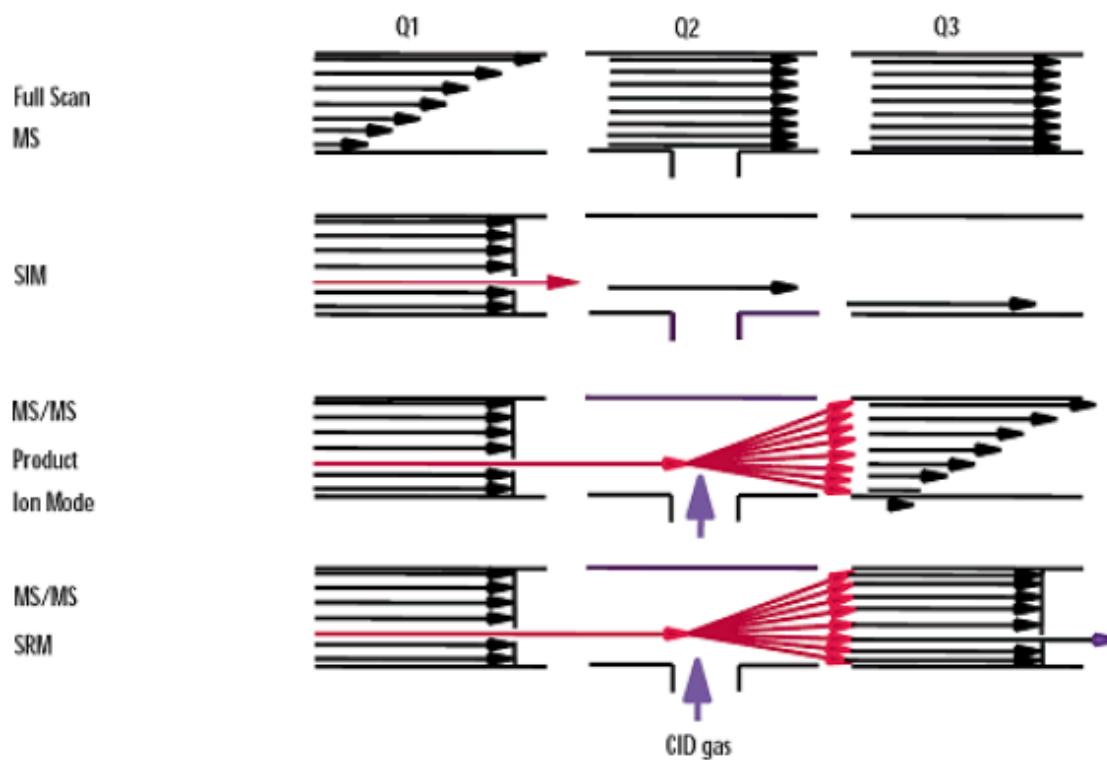 Q1 Q2 Q3
Full Scan
MS
SIM
MS/MS
Product
Ion Mode
MS/MS
SRM
CID gas